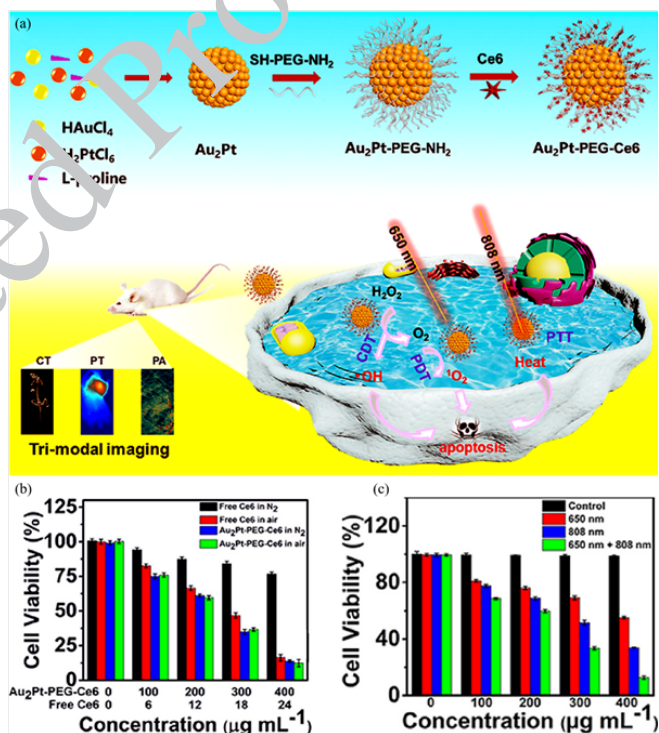 (a)
SH-PEG-NH₂
Ce6
HAuCl₄
H₂PtCl₆
L-proline
Au₂Pt
Au₂Pt-PEG-NH₂
Au₂Pt-PEG-Ce6
650 nm
808 nm
H₂O₂
O₂
CDT
PDT
PTT
·OH
¹O₂
Heat
apoptosis
CT PT PA
Tri-modal imaging
(b)
Free Ce6 in N₂
Free Ce6 in air
Au₂Pt-PEG-Ce6 in N₂
Au₂Pt-PEG-Ce6 in air
Cell Viability (%)
125
100
75
50
25
0
Au₂Pt-PEG-Ce6 0 100 200 300 400
Free Ce6 0 6 12 18 24
Concentration (µg mL⁻¹)
(c)
Control
650 nm
808 nm
650 nm + 808 nm
Cell Viability (%)
120
80
40
0
0 100 200 300 400
Concentration (µg mL⁻¹)